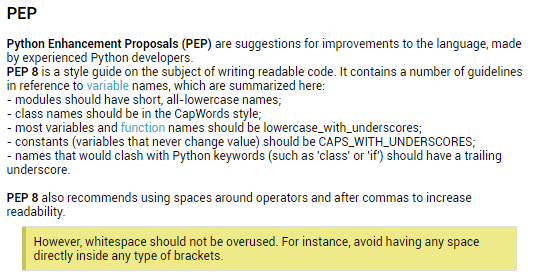 PEP
Python Enhancement Proposals (PEP) are suggestions for improvements to the language, made
by experienced Python developers.
PEP 8 is a style guide on the subject of writing readable code. It contains a number of guidelines
in reference to variable names, which are summarized here:
- modules should have short, all-lowercase names;
- class names should be in the CapWords style;
- most variables and function names should be lowercase_with_underscores;
- constants (variables that never change value) should be CAPS_WITH_UNDERSCORES;
- names that would clash with Python keywords (such as 'class' or 'if') should have a trailing
underscore.
PEP 8 also recommends using spaces around operators and after commas to increase
readability.
However, whitespace should not be overused. For instance, avoid having any space
directly inside any type of brackets.